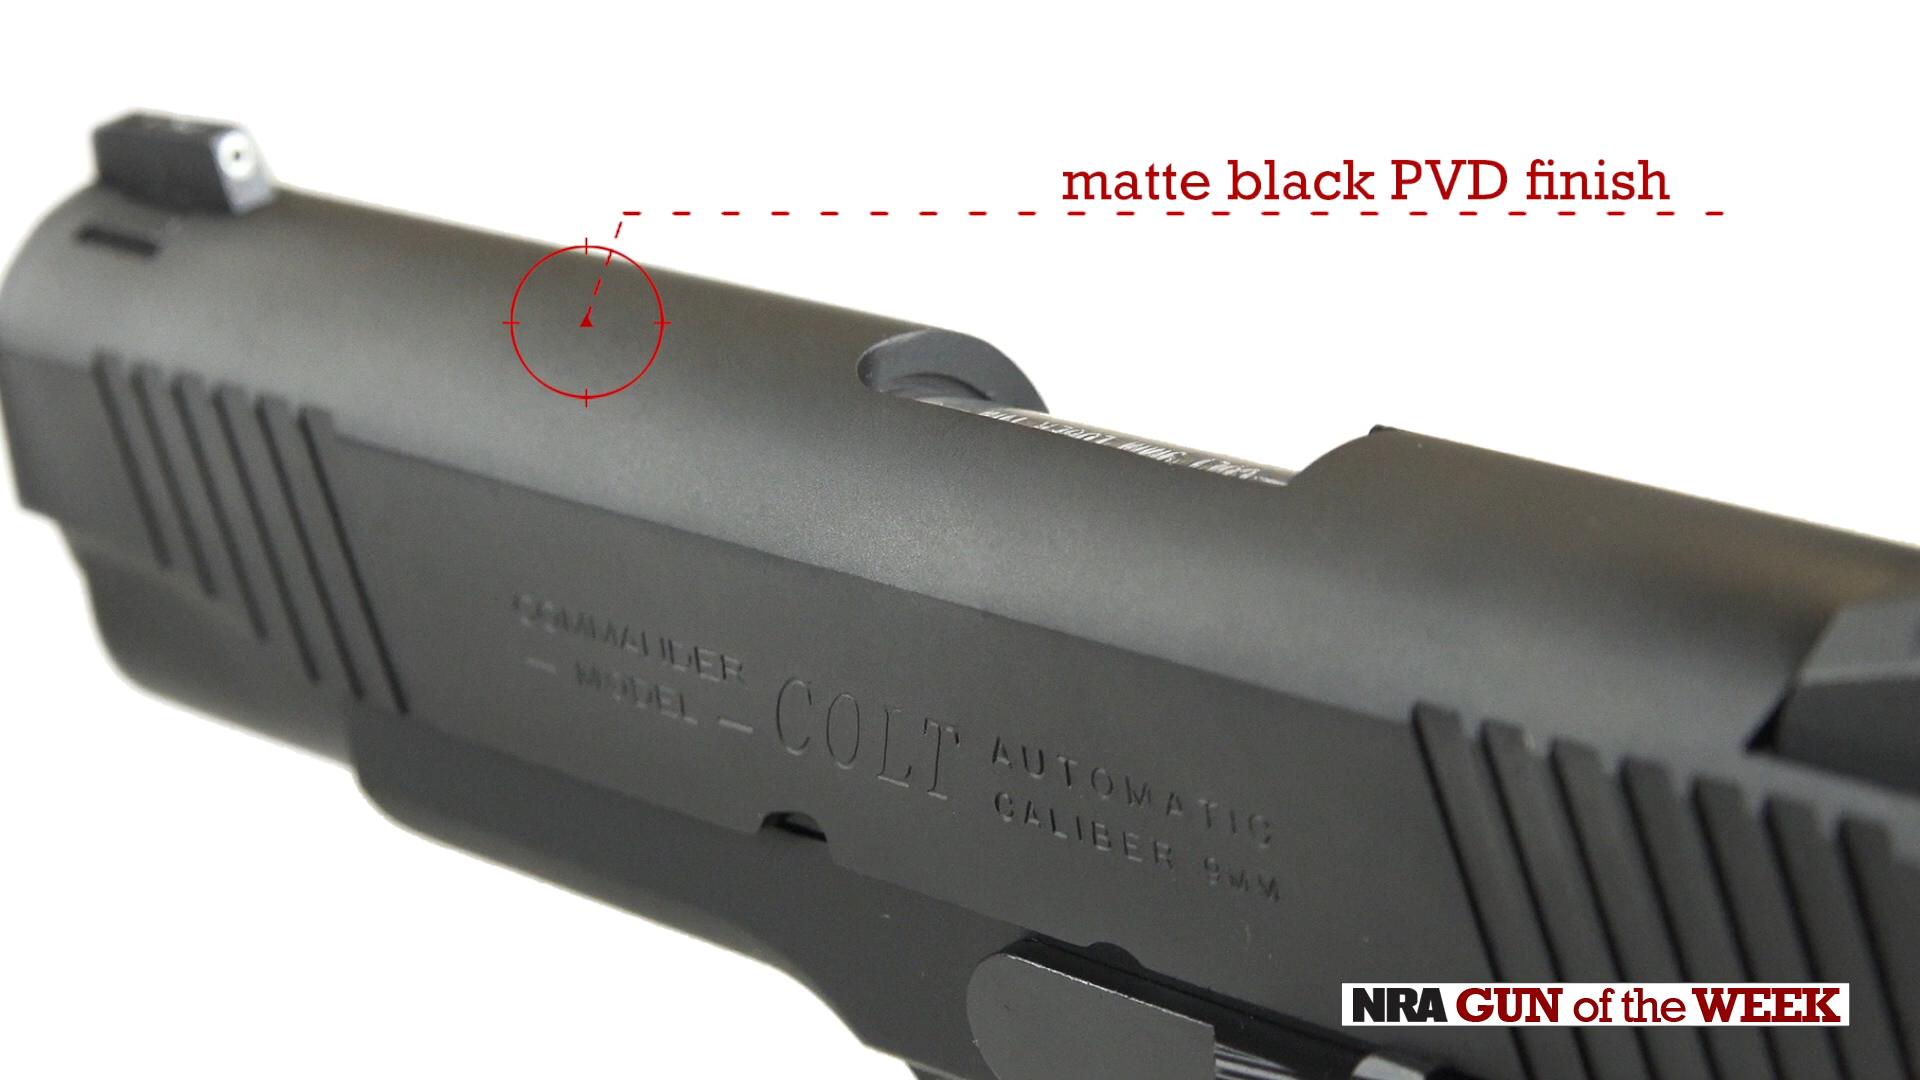 matte black PVD finish
COMMANDER
— MODEL —
COLT
AUTOMATIC
CALIBER 9MM
NRA GUN of the WEEK